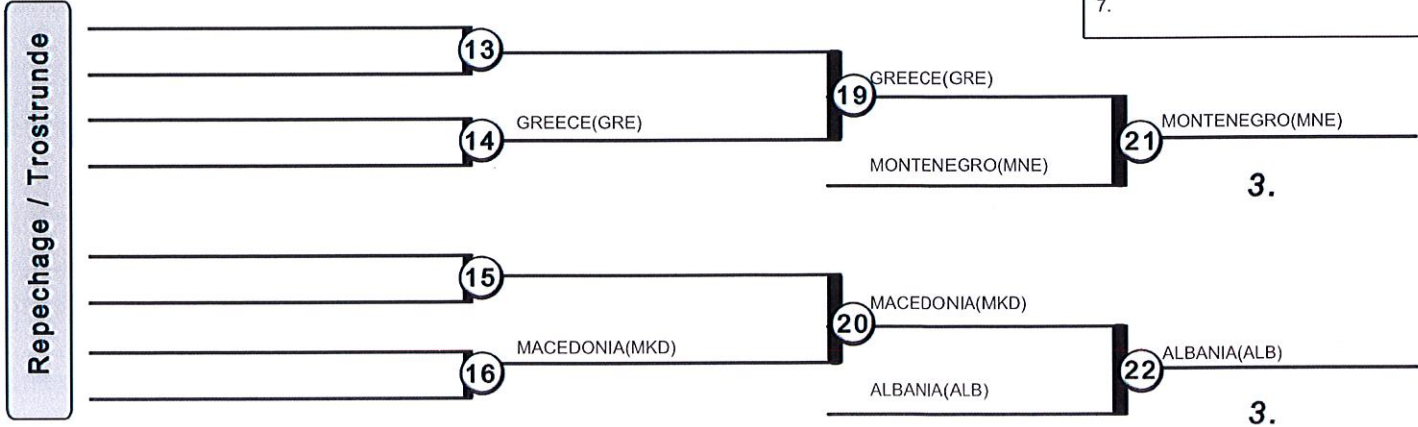 7.
Repechage / Trostrunde
13
GREECE(GRE)
19
14
GREECE(GRE)
MONTENEGRO(MNE)
21
MONTENEGRO(MNE)
3.
15
MACEDONIA(MKD)
20
16
MACEDONIA(MKD)
ALBANIA(ALB)
22
ALBANIA(ALB)
3.